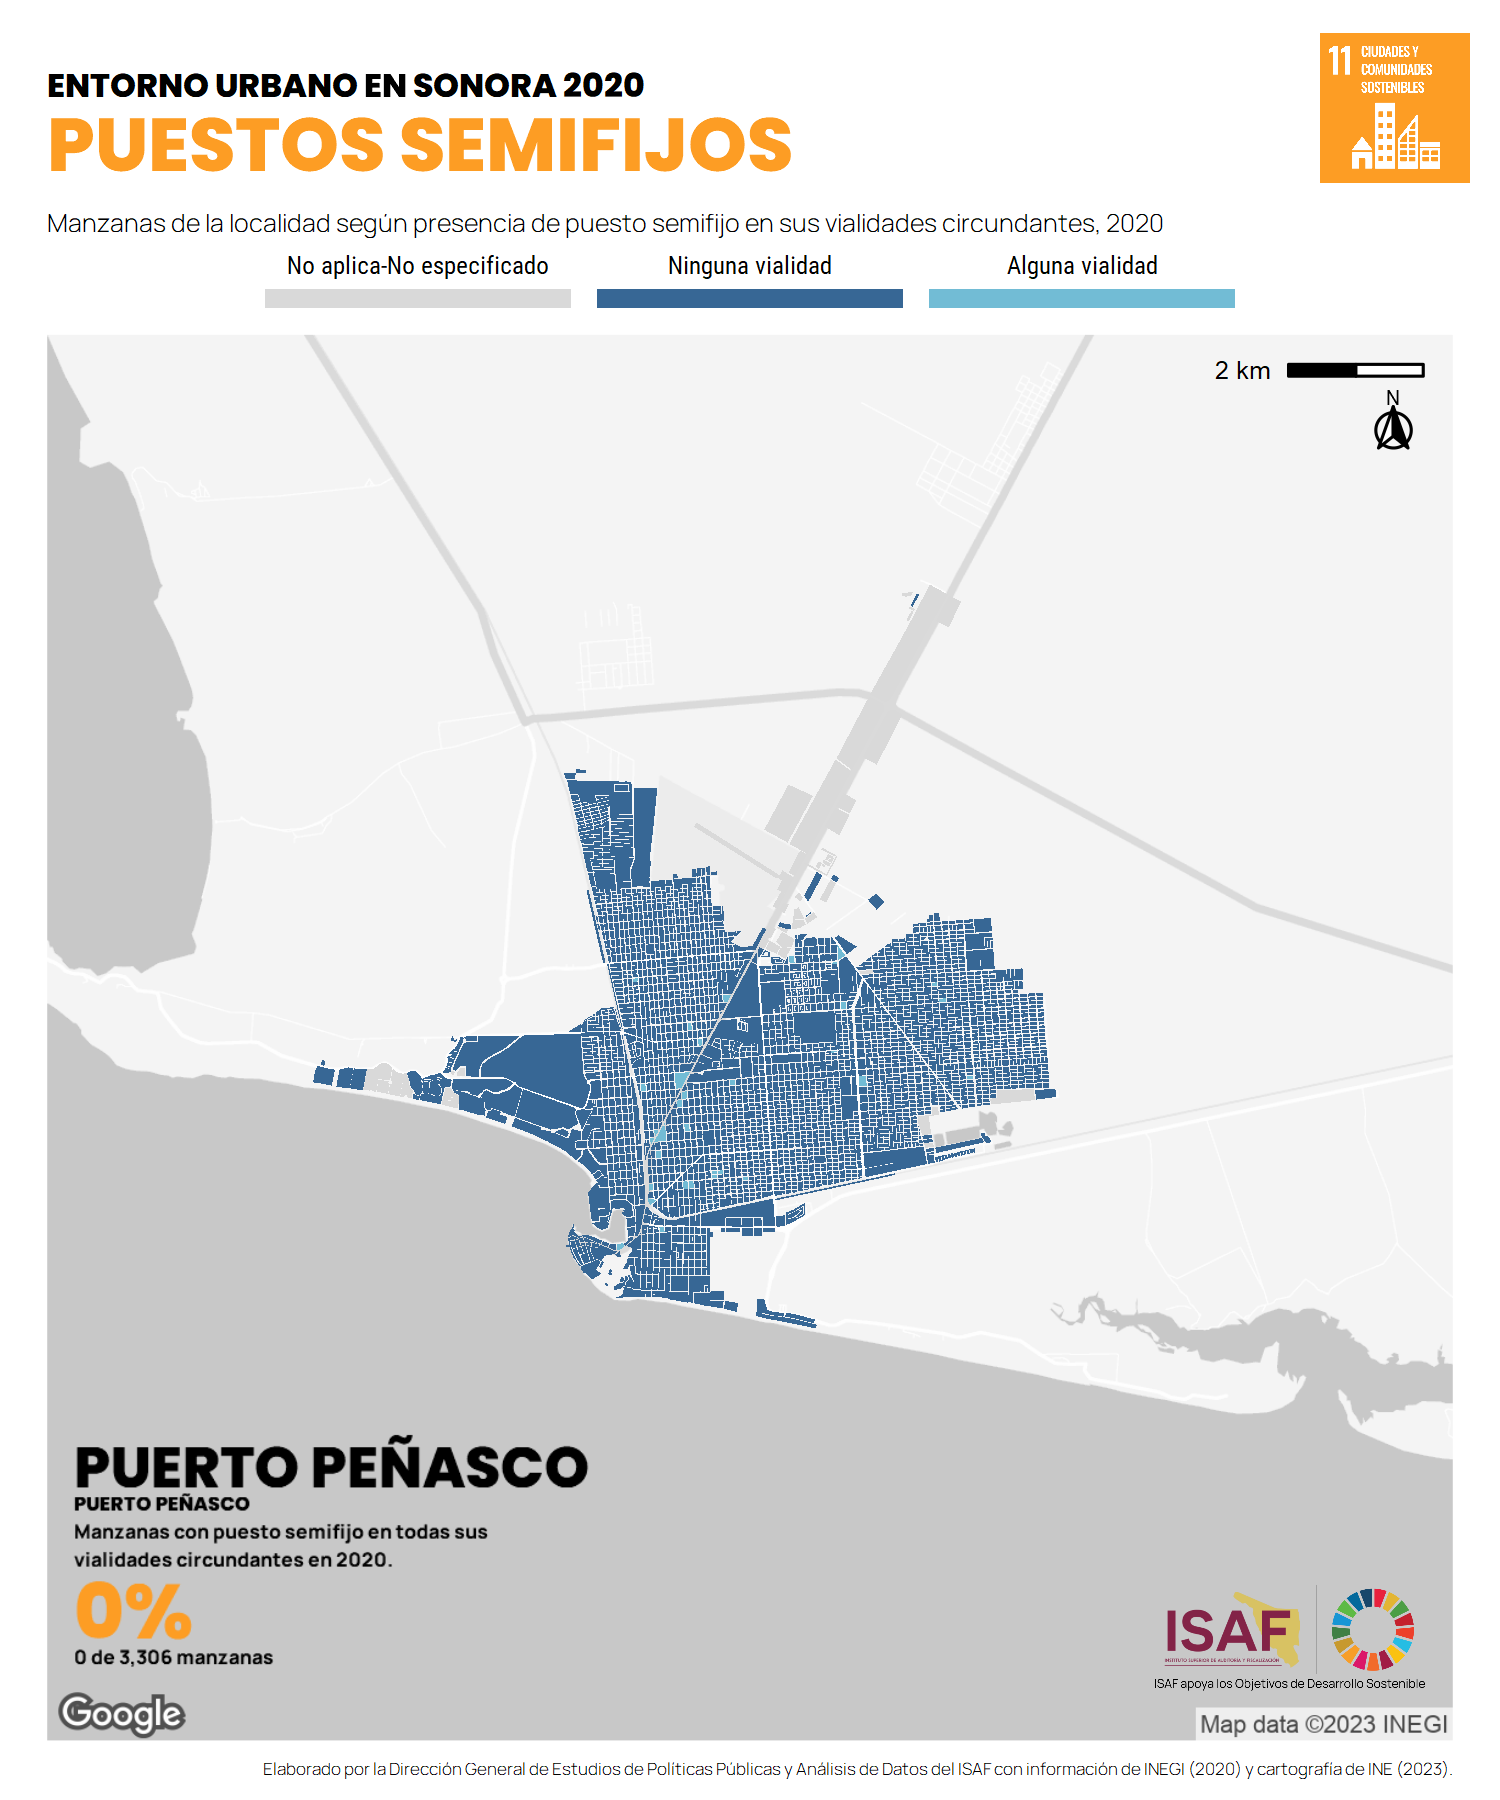 ENTORNO URBANO EN SONORA 2020
PUESTOS SEMIFIJOS
11 CIUDADES Y
COMUNIDADES
SOSTENIBLES
Manzanas de la localidad según presencia de puesto semifijo en sus vialidades circundantes, 2020
No aplica-No especificado
Ninguna vialidad
Alguna vialidad
2 km
N
PUERTO PEÑASCO
PUERTO PEÑASCO
Manzanas con puesto semifijo en todas sus
vialidades circundantes en 2020.
0%
0 de 3,306 manzanas
ISAF
INSTITUTO SUPERIOR DE AUDITORÍA Y FISCALIZACIÓN
ISAF apoya los Objetivos de Desarrollo Sostenible
Google
Map data ©2023 INEGI
Elaborado por la Dirección General de Estudios de Políticas Públicas y Análisis de Datos del ISAF con información de INEGI (2020) y cartografía de INE (2023).